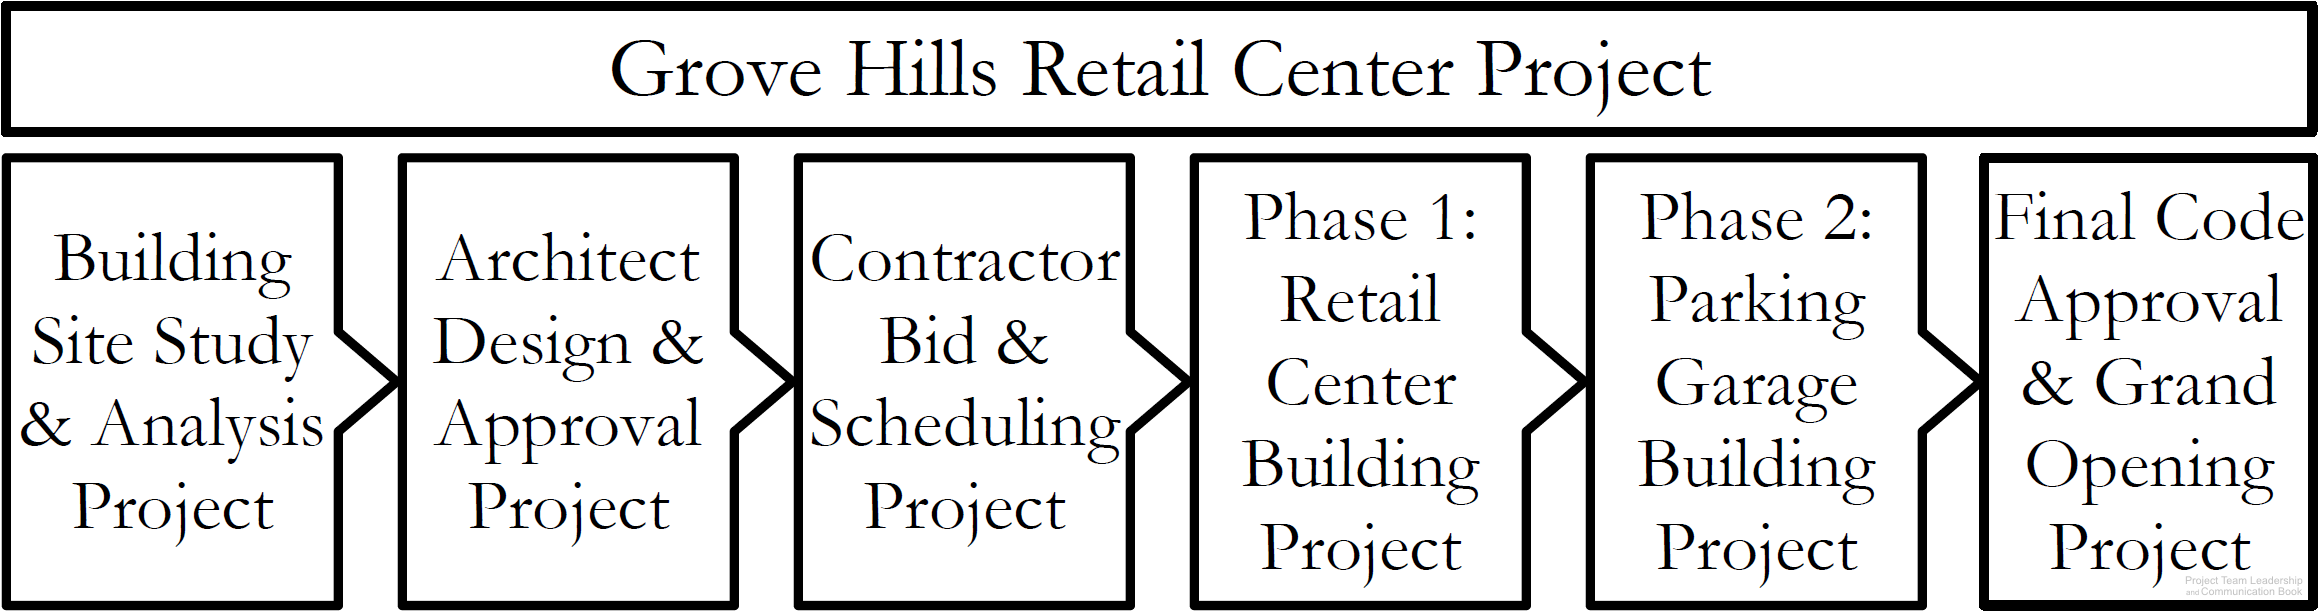 Grove Hills Retail Center Project
Building
Site Study
& Analysis
Project
Architect
Design &
Approval
Project
Contractor
Bid &
Scheduling
Project
Phase 1:
Retail
Center
Building
Project
Phase 2:
Parking
Garage
Building
Project
Final Code
Approval
& Grand
Opening
Project
Project Team Leadership
and Communication Book